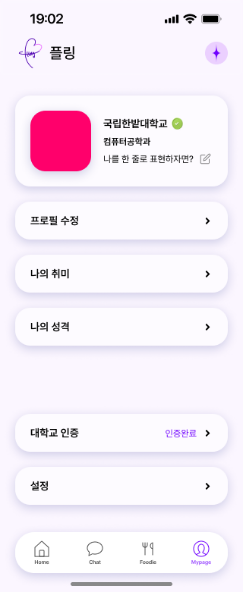 19:02
플링
국립한밭대학교
컴퓨터공학과
나를 한 줄로 표현하자면?
프로필 수정
나의 취미
나의 성격
대학교 인증 인증완료
설정
Home Chat Foodie Mypage